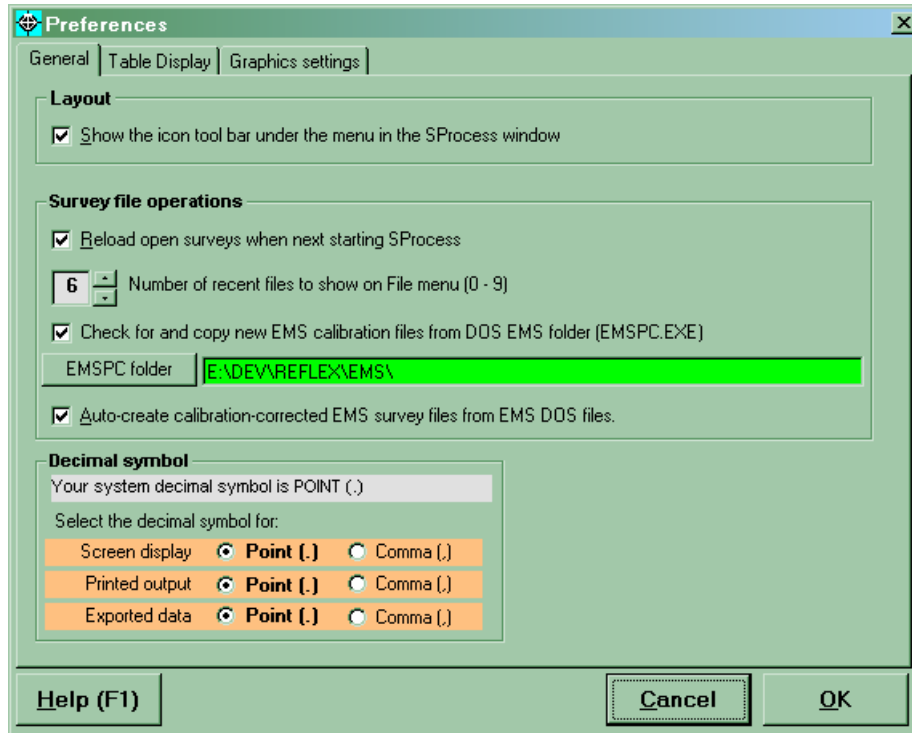 Preferences
General Table Display Graphics settings
Layout
Show the icon tool bar under the menu in the SProcess window
Survey file operations
Reload open surveys when next starting SProcess
6 Number of recent files to show on File menu (0 - 9)
Check for and copy new EMS calibration files from DOS EMS folder (EMSPC.EXE)
EMSPC folder E:\DEV\REFLEX\EMS\
Auto-create calibration-corrected EMS survey files from EMS DOS files.
Decimal symbol
Your system decimal symbol is POINT (.)
Select the decimal symbol for:
Screen display Point (.) Comma (,)
Printed output Point (.) Comma (,)
Exported data Point (.) Comma (,)
Help (F1) Cancel OK